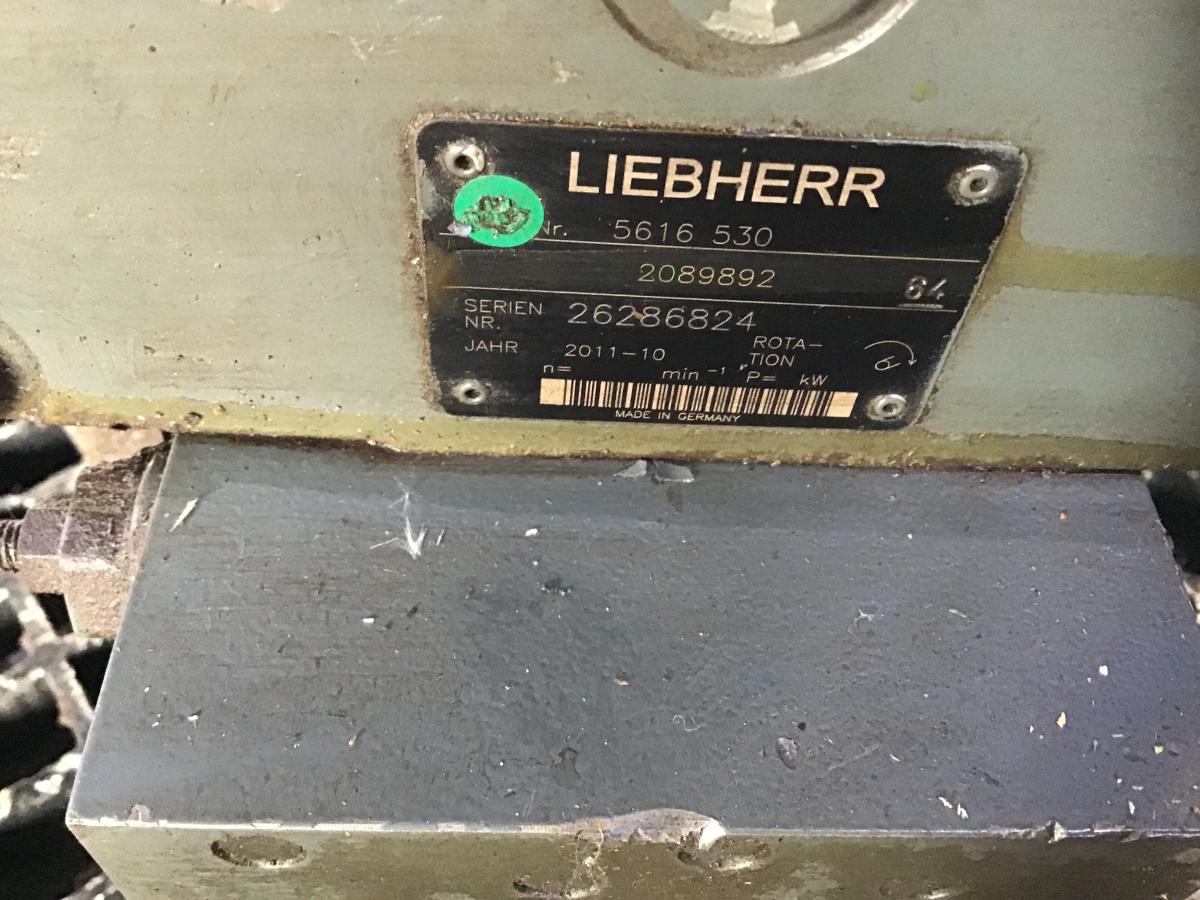 LIEBHERR
Nr. 5616 530
2089892
64
SERIEN NR. 26286824
JAHR 2011-10 ROTA- TION
n= min -1 P= kW
MADE IN GERMANY